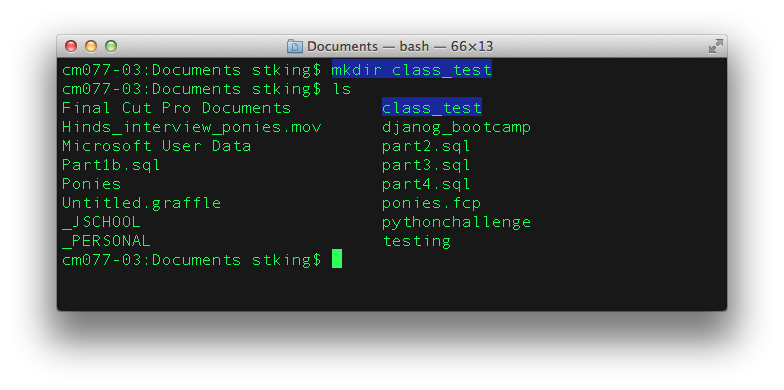 Documents — bash — 66×13
cm077-03:Documents stking$ mkdir class_test
cm077-03:Documents stking$ ls
Final Cut Pro Documents class_test
Hinds_interview_ponies.mov djanog_bootcamp
Microsoft User Data part2.sql
Part1b.sql part3.sql
Ponies part4.sql
Untitled.graffle ponies.fcp
_JSCHOOL pythonchallenge
_PERSONAL testing
cm077-03:Documents stking$